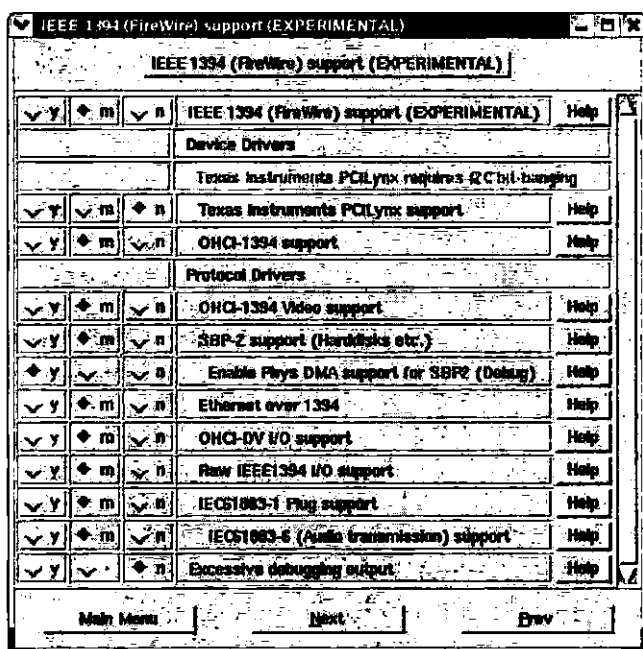 IEEE 1394 (FireWire) support (EXPERIMENTAL)
IEEE 1394 (FireWire) support (EXPERIMENTAL)
y m n IEEE 1394 (FireWire) support (EXPERIMENTAL) Help
Device Drivers
Texas Instruments PCILynx requires I2C bit-banging
y m n Texas Instruments PCILynx support Help
y m n OHCI-1394 support Help
Protocol Drivers
y m n OHCI-1394 Video support Help
y m n SBP-2 support (Harddisks etc.) Help
y - n Enable Phys DMA support for SBP2 (Debug) Help
y m n Ethernet over 1394 Help
y m n OHCI-DV I/O support Help
y m n Raw IEEE1394 I/O support Help
y m n IEC61883-1 Plug support Help
y m n IEC61883-6 (Audio transmission) support Help
y - n Excessive debugging output Help
Main Menu Next Prev